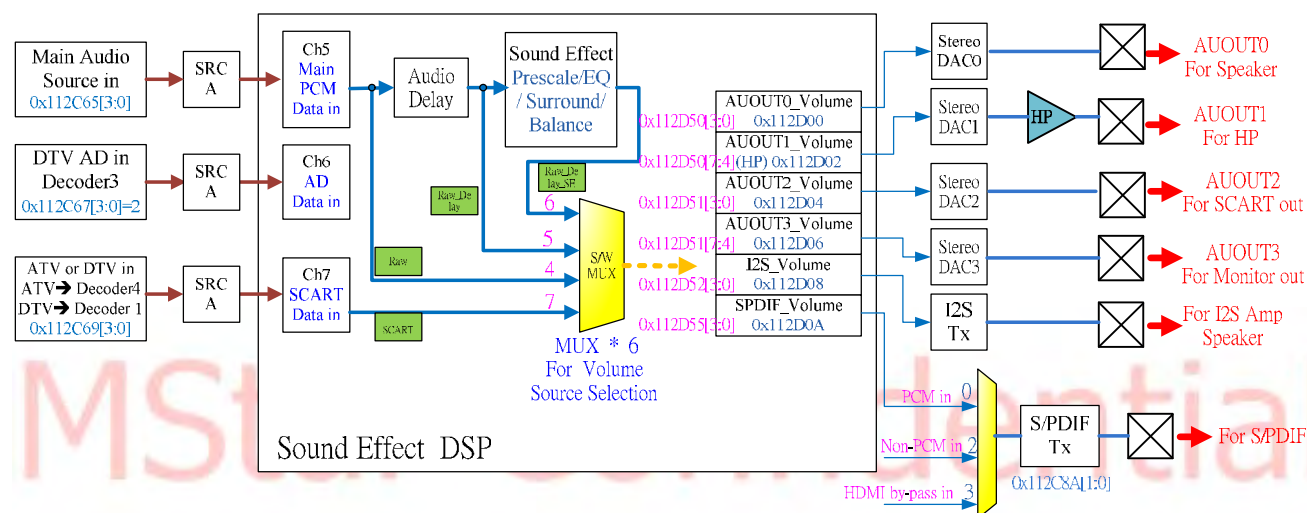 Main Audio
Source in
0x112C65[3:0]
SRC
A
Ch5
Main
PCM
Data in
Audio
Delay
Sound Effect
Prescale/EQ
/ Surround/
Balance
DTV AD in
Decoder3
0x112C67[3:0]=2
SRC
A
Ch6
AD
Data in
ATV or DTV in
ATV➔ Decoder4
DTV➔ Decoder 1
0x112C69[3:0]
SRC
A
Ch7
SCART
Data in
Raw
Raw_De
lay
Raw_De
lay_SE
SCART
6
5
4
7
S/W
MUX
MUX * 6
For Volume
Source Selection
0x112D50[3:0]
0x112D50[7:4]
0x112D51[3:0]
0x112D51[7:4]
0x112D52[3:0]
0x112D55[3:0]
AUOUT0_Volume
0x112D00
AUOUT1_Volume
(HP) 0x112D02
AUOUT2_Volume
0x112D04
AUOUT3_Volume
0x112D06
I2S_Volume
0x112D08
SPDIF_Volume
0x112D0A
Sound Effect DSP
Stereo
DAC0
AUOUT0
For Speaker
Stereo
DAC1
HP
AUOUT1
For HP
Stereo
DAC2
AUOUT2
For SCART out
Stereo
DAC3
AUOUT3
For Monitor out
I2S
Tx
For I2S Amp
Speaker
PCM in 0
Non-PCM in 2
HDMI by-pass in 3
S/PDIF
Tx
0x112C8A[1:0]
For S/PDIF